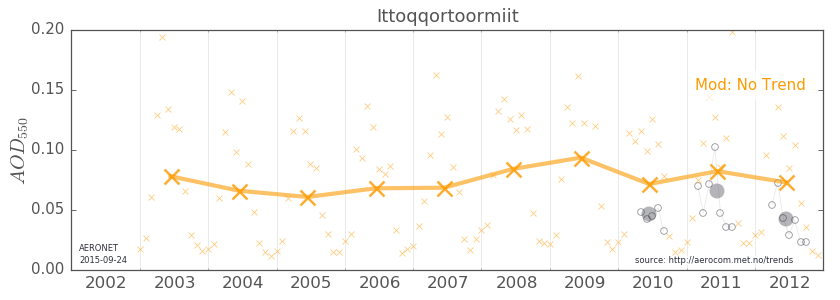 Ittoqqortoormiit
0.20
0.15
0.10
0.05
0.00
AOD550
Mod: No Trend
AERONET
2015-09-24
source: http://aerocom.met.no/trends
2002 2003 2004 2005 2006 2007 2008 2009 2010 2011 2012